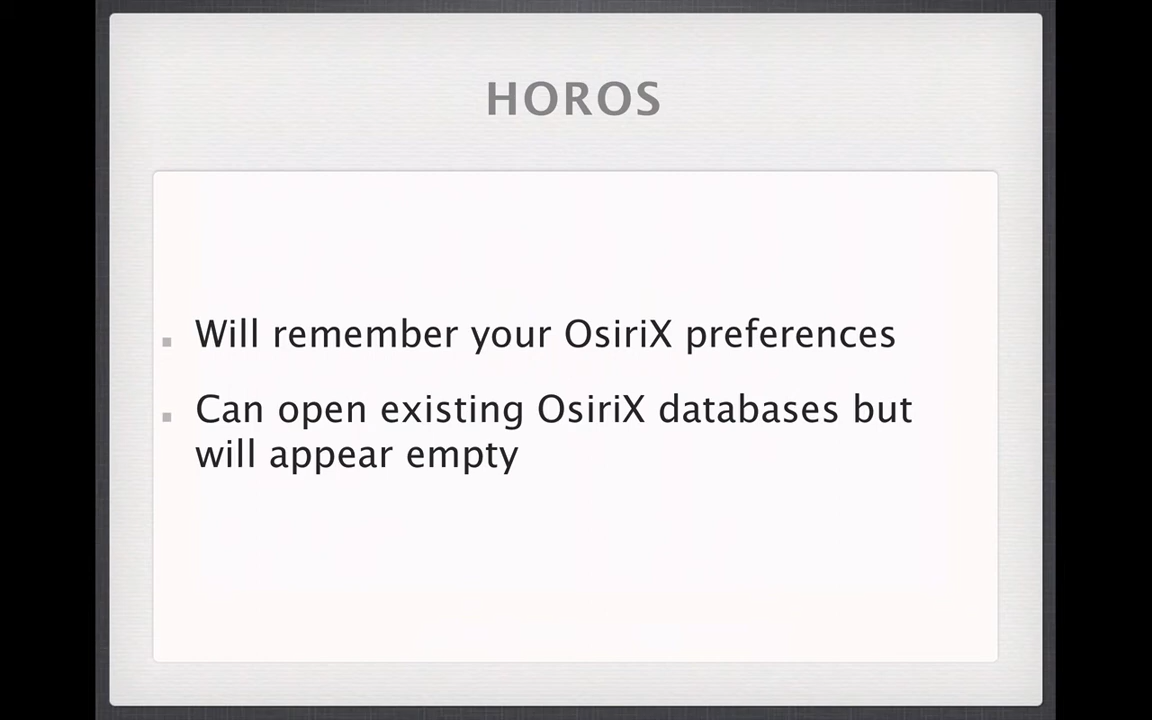 HOROS
Will remember your OsiriX preferences
Can open existing OsiriX databases but
will appear empty